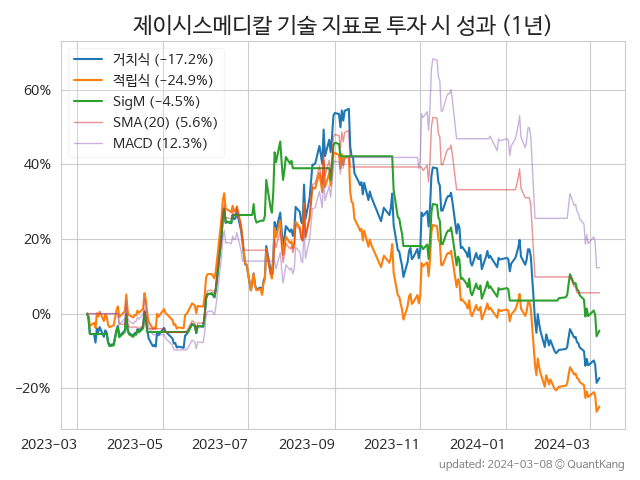 제이시스메디칼 기술 지표로 투자 시 성과 (1년)
거치식 (−17.2%)
적립식 (−24.9%)
SigM (−4.5%)
SMA(20) (5.6%)
MACD (12.3%)
60%
40%
20%
0%
−20%
2023−03
2023−05
2023−07
2023−09
2023−11
2024−01
2024−03
updated: 2024−03−08 © QuantKang